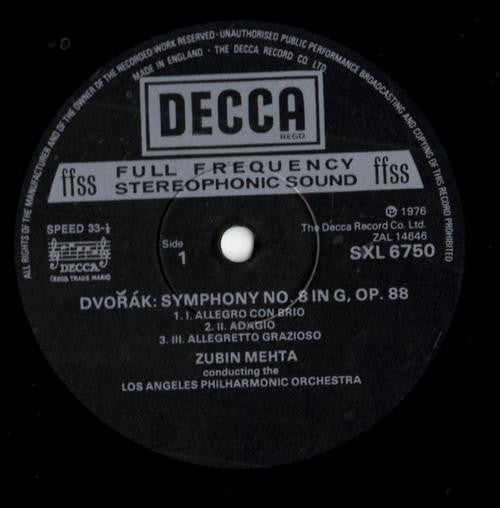 ALL RIGHTS OF THE MANUFACTURER AND OF THE OWNER OF THE RECORDED WORK RESERVED · UNAUTHORISED PUBLIC PERFORMANCE BROADCASTING AND COPYING OF THIS RECORD PROHIBITED
MADE IN ENGLAND · THE DECCA RECORD CO LTD.
DECCA
REGD.
ffss FULL FREQUENCY STEREOPHONIC SOUND ffss
SPEED 33-⅓
DECCA
(REGD. TRADE MARK)
Side
1
℗ 1976
The Decca Record Co. Ltd.
ZAL 14646
SXL 6750
DVOŘÁK: SYMPHONY NO. 8 IN G, OP. 88
1. I. ALLEGRO CON BRIO
2. II. ADAGIO
3. III. ALLEGRETTO GRAZIOSO
ZUBIN MEHTA
conducting the
LOS ANGELES PHILHARMONIC ORCHESTRA